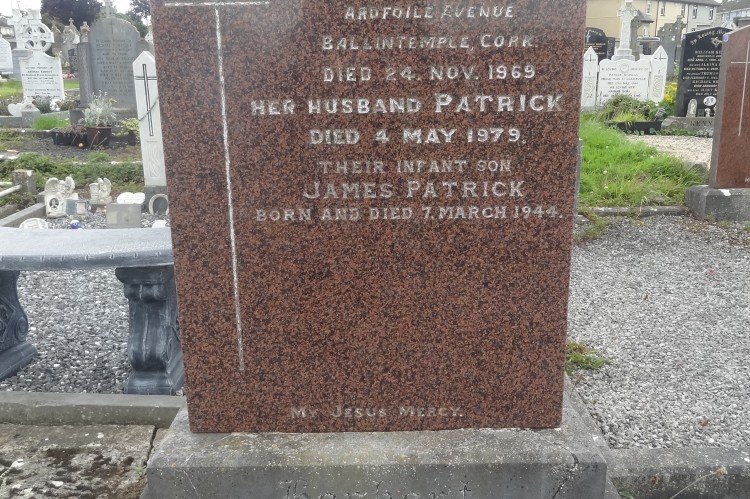 ARDFOILE AVENUE
BALLINTEMPLE, CORK
DIED 24. NOV. 1969
HER HUSBAND PATRICK
DIED 4 MAY 1979.
THEIR INFANT SON
JAMES PATRICK
BORN AND DIED 7. MARCH 1944.
MY JESUS MERCY.